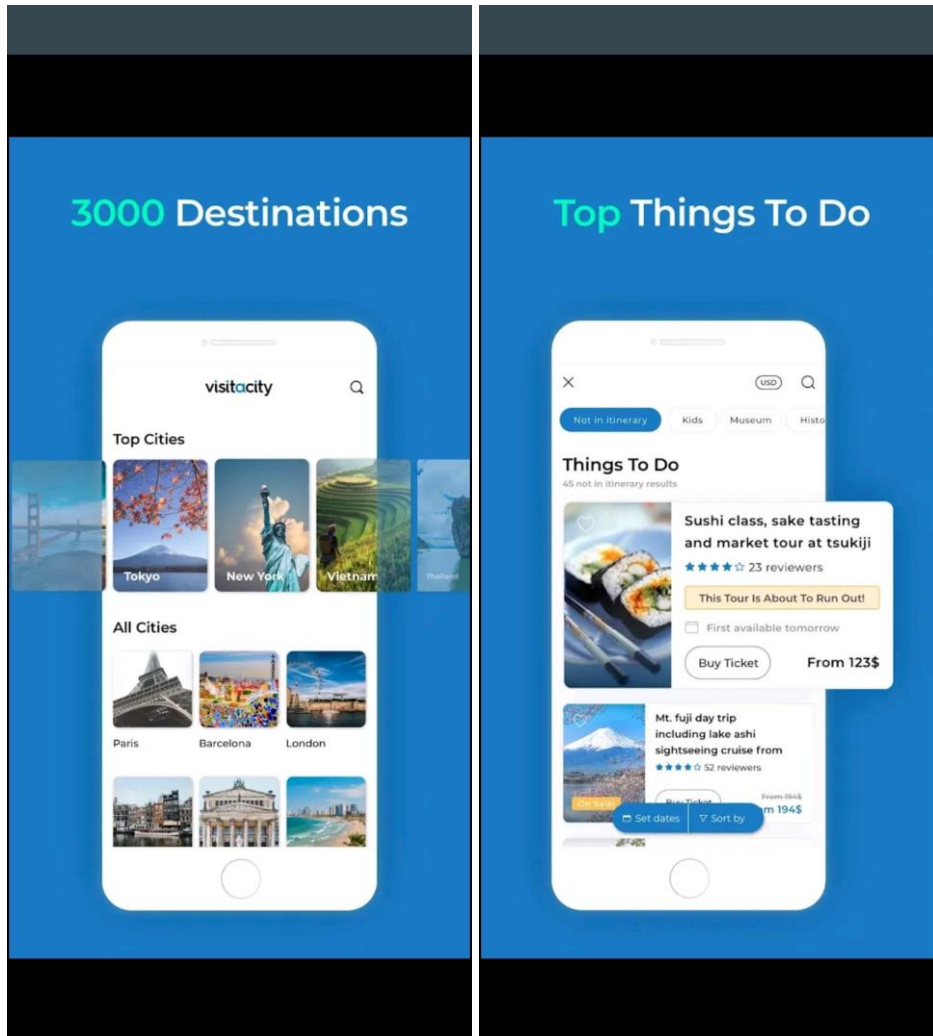 3000 Destinations
visitacity
Top Cities
Tokyo
New York
Vietnam
Thailand
All Cities
Paris
Barcelona
London
Top Things To Do
USD
Not in itinerary
Kids
Museum
Histo
Things To Do
45 not in itinerary results
Sushi class, sake tasting
and market tour at tsukiji
23 reviewers
This Tour Is About To Run Out!
First available tomorrow
Buy Ticket
From 123$
Mt. fuji day trip
including lake ashi
sightseeing cruise from
52 reviewers
On Sale!
Buy Ticket
From 194$
om 194$
Set dates
Sort by